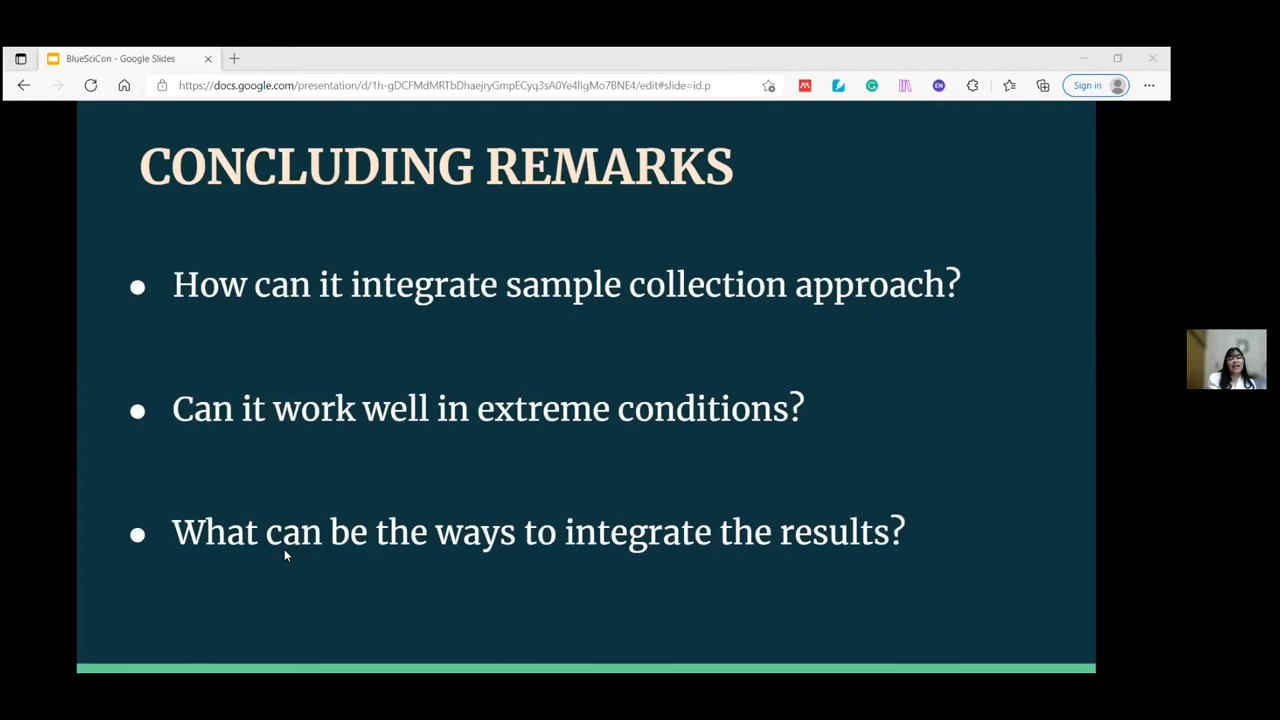 BlueSciCon - Google Slides
https://docs.google.com/presentation/d/1h-gDCFMdMRTbDhaejryGmpECyq3sA0Ye4llgMo7BNE4/edit#slide=id.p
EN
Sign in
CONCLUDING REMARKS
• How can it integrate sample collection approach?
• Can it work well in extreme conditions?
• What can be the ways to integrate the results?